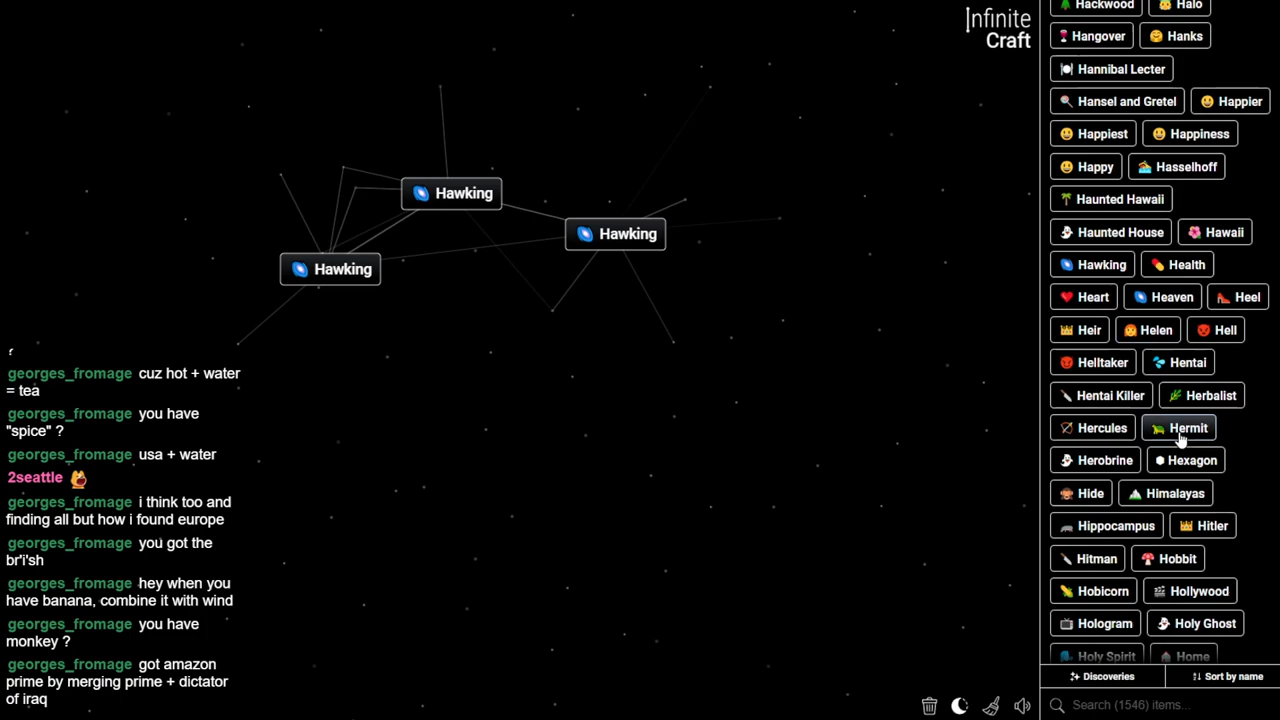 Infinite
Craft
Hawking
Hawking
Hawking
?
georges_fromage cuz hot + water
= tea
georges_fromage you have
"spice" ?
georges_fromage usa + water
2seattle
georges_fromage i think too and
finding all but how i found europe
georges_fromage you got the
br'i'sh
georges_fromage hey when you
have banana, combine it with wind
georges_fromage you have
monkey ?
georges_fromage got amazon
prime by merging prime + dictator
of iraq
Hackwood Halo
Hangover Hanks
Hannibal Lecter
Hansel and Gretel Happier
Happiest Happiness
Happy Hasselhoff
Haunted Hawaii
Haunted House Hawaii
Hawking Health
Heart Heaven Heel
Heir Helen Hell
Helltaker Hentai
Hentai Killer Herbalist
Hercules Hermit
Herobrine Hexagon
Hide Himalayas
Hippocampus Hitler
Hitman Hobbit
Hobicorn Hollywood
Hologram Holy Ghost
Holy Spirit Home
Discoveries Sort by name
Search (1546) items...